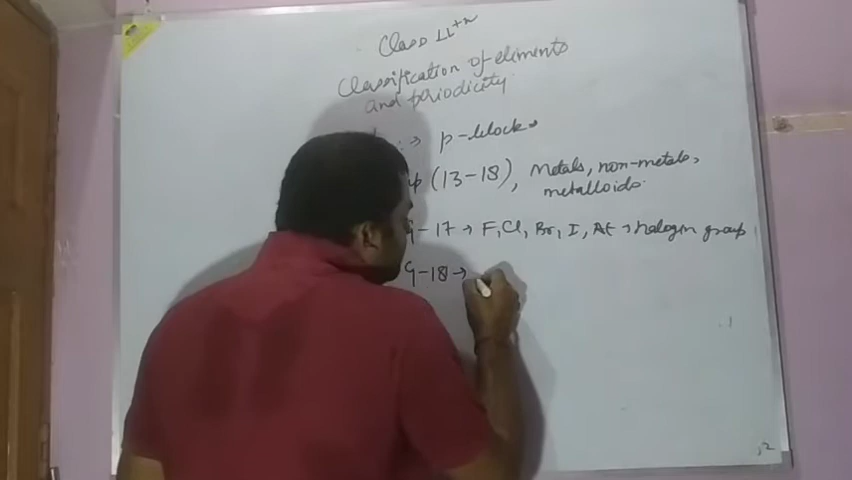 Class 11th
Classification of elements
and periodicity
p-block
(13-18), Metals, non-metals,
metalloids.
G-17 → F, Cl, Br, I, At → halogin group
G-18 →